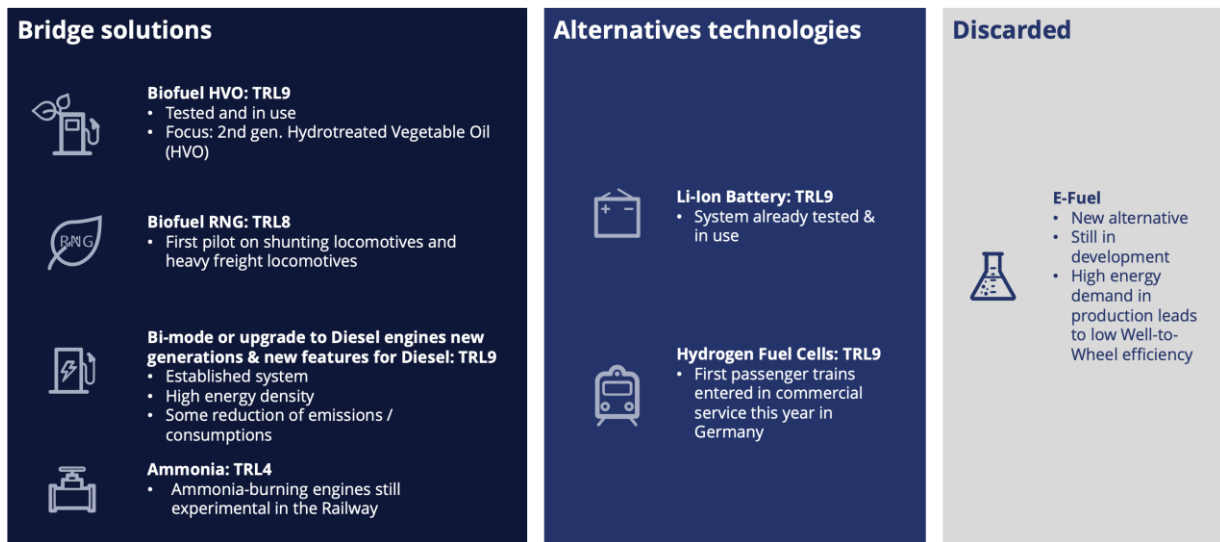 Bridge solutions
Biofuel HVO: TRL9
• Tested and in use
• Focus: 2nd gen. Hydrotreated Vegetable Oil
(HVO)
RNG
Biofuel RNG: TRL8
• First pilot on shunting locomotives and
heavy freight locomotives
Bi-mode or upgrade to Diesel engines new
generations & new features for Diesel: TRL9
• Established system
• High energy density
• Some reduction of emissions /
consumptions
Ammonia: TRL4
• Ammonia-burning engines still
experimental in the Railway
Alternatives technologies
Li-Ion Battery: TRL9
• System already tested &
in use
Hydrogen Fuel Cells: TRL9
• First passenger trains
entered in commercial
service this year in
Germany
Discarded
E-Fuel
• New alternative
• Still in
development
• High energy
demand in
production leads
to low Well-to-
Wheel efficiency